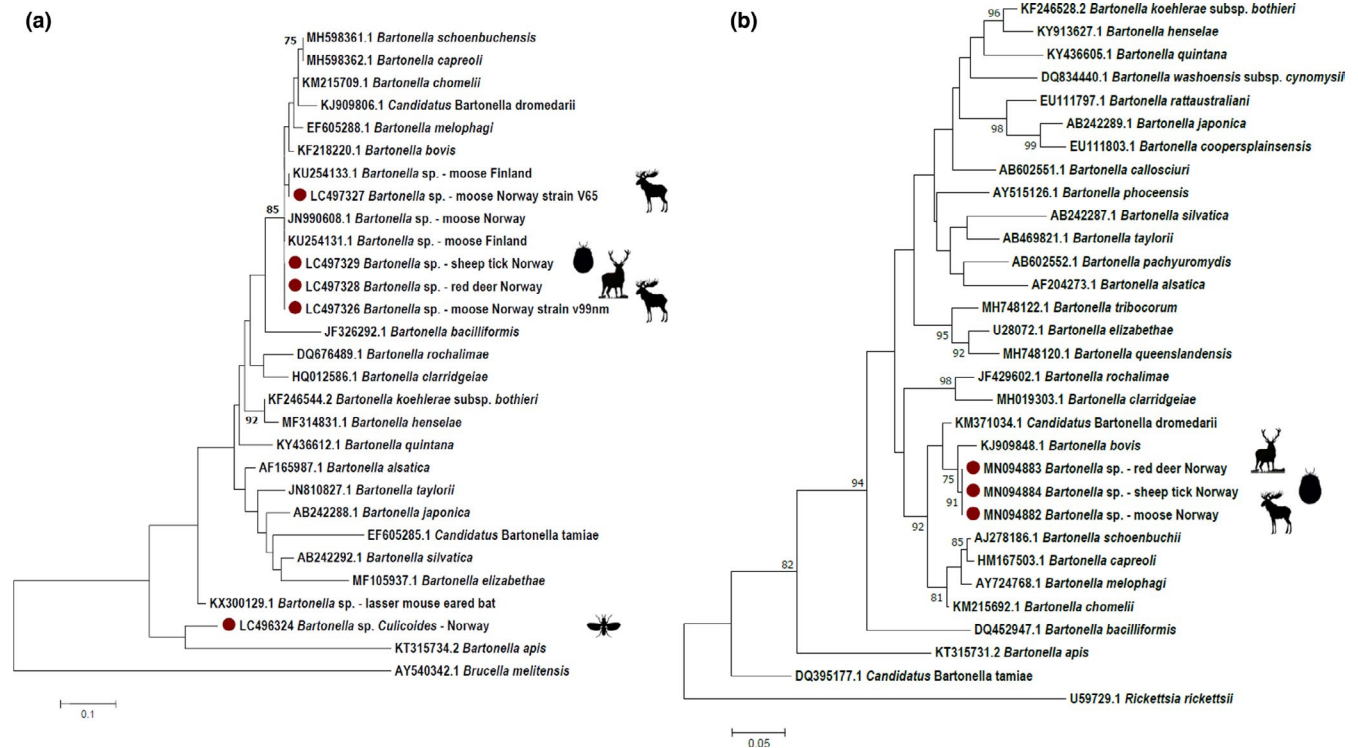 (a)
75
MH598361.1 Bartonella schoenbuchensis
MH598362.1 Bartonella capreoli
KM215709.1 Bartonella chomelii
KJ909806.1 Candidatus Bartonella dromedarii
EF605288.1 Bartonella melophagi
KF218220.1 Bartonella bovis
KU254133.1 Bartonella sp. - moose Finland
LC497327 Bartonella sp. - moose Norway strain V65
85
JN990608.1 Bartonella sp. - moose Norway
KU254131.1 Bartonella sp. - moose Finland
LC497329 Bartonella sp. - sheep tick Norway
LC497328 Bartonella sp. - red deer Norway
LC497326 Bartonella sp. - moose Norway strain v99nm
JF326292.1 Bartonella bacilliformis
DQ676489.1 Bartonella rochalimae
HQ012586.1 Bartonella clarridgeiae
KF246544.2 Bartonella koehlerae subsp. bothieri
92
MF314831.1 Bartonella henselae
KY436612.1 Bartonella quintana
AF165987.1 Bartonella alsatica
JN810827.1 Bartonella taylorii
AB242288.1 Bartonella japonica
EF605285.1 Candidatus Bartonella tamiae
AB242292.1 Bartonella silvatica
MF105937.1 Bartonella elizabethae
KX300129.1 Bartonella sp. - lasser mouse eared bat
LC496324 Bartonella sp. Culicoides - Norway
KT315734.2 Bartonella apis
AY540342.1 Brucella melitensis
0.1
(b)
96
KF246528.2 Bartonella koehlerae subsp. bothieri
KY913627.1 Bartonella henselae
KY436605.1 Bartonella quintana
DQ834440.1 Bartonella washoensis subsp. cynomysii
EU111797.1 Bartonella rattaustraliani
98
AB242289.1 Bartonella japonica
99
EU111803.1 Bartonella coopersplainsensis
AB602551.1 Bartonella callosciuri
AY515126.1 Bartonella phoceensis
AB242287.1 Bartonella silvatica
AB469821.1 Bartonella taylorii
AB602552.1 Bartonella pachyuromydis
AF204273.1 Bartonella alsatica
MH748122.1 Bartonella tribocorum
95
U28072.1 Bartonella elizabethae
92
MH748120.1 Bartonella queenslandensis
98
JF429602.1 Bartonella rochalimae
MH019303.1 Bartonella clarridgeiae
KM371034.1 Candidatus Bartonella dromedarii
KJ909848.1 Bartonella bovis
75
MN094883 Bartonella sp. - red deer Norway
94
MN094884 Bartonella sp. - sheep tick Norway
91
MN094882 Bartonella sp. - moose Norway
92
85
AJ278186.1 Bartonella schoenbuchii
HM167503.1 Bartonella capreoli
82
AY724768.1 Bartonella melophagi
81
KM215692.1 Bartonella chomelii
DQ452947.1 Bartonella bacilliformis
KT315731.2 Bartonella apis
DQ395177.1 Candidatus Bartonella tamiae
U59729.1 Rickettsia rickettsii
0.05